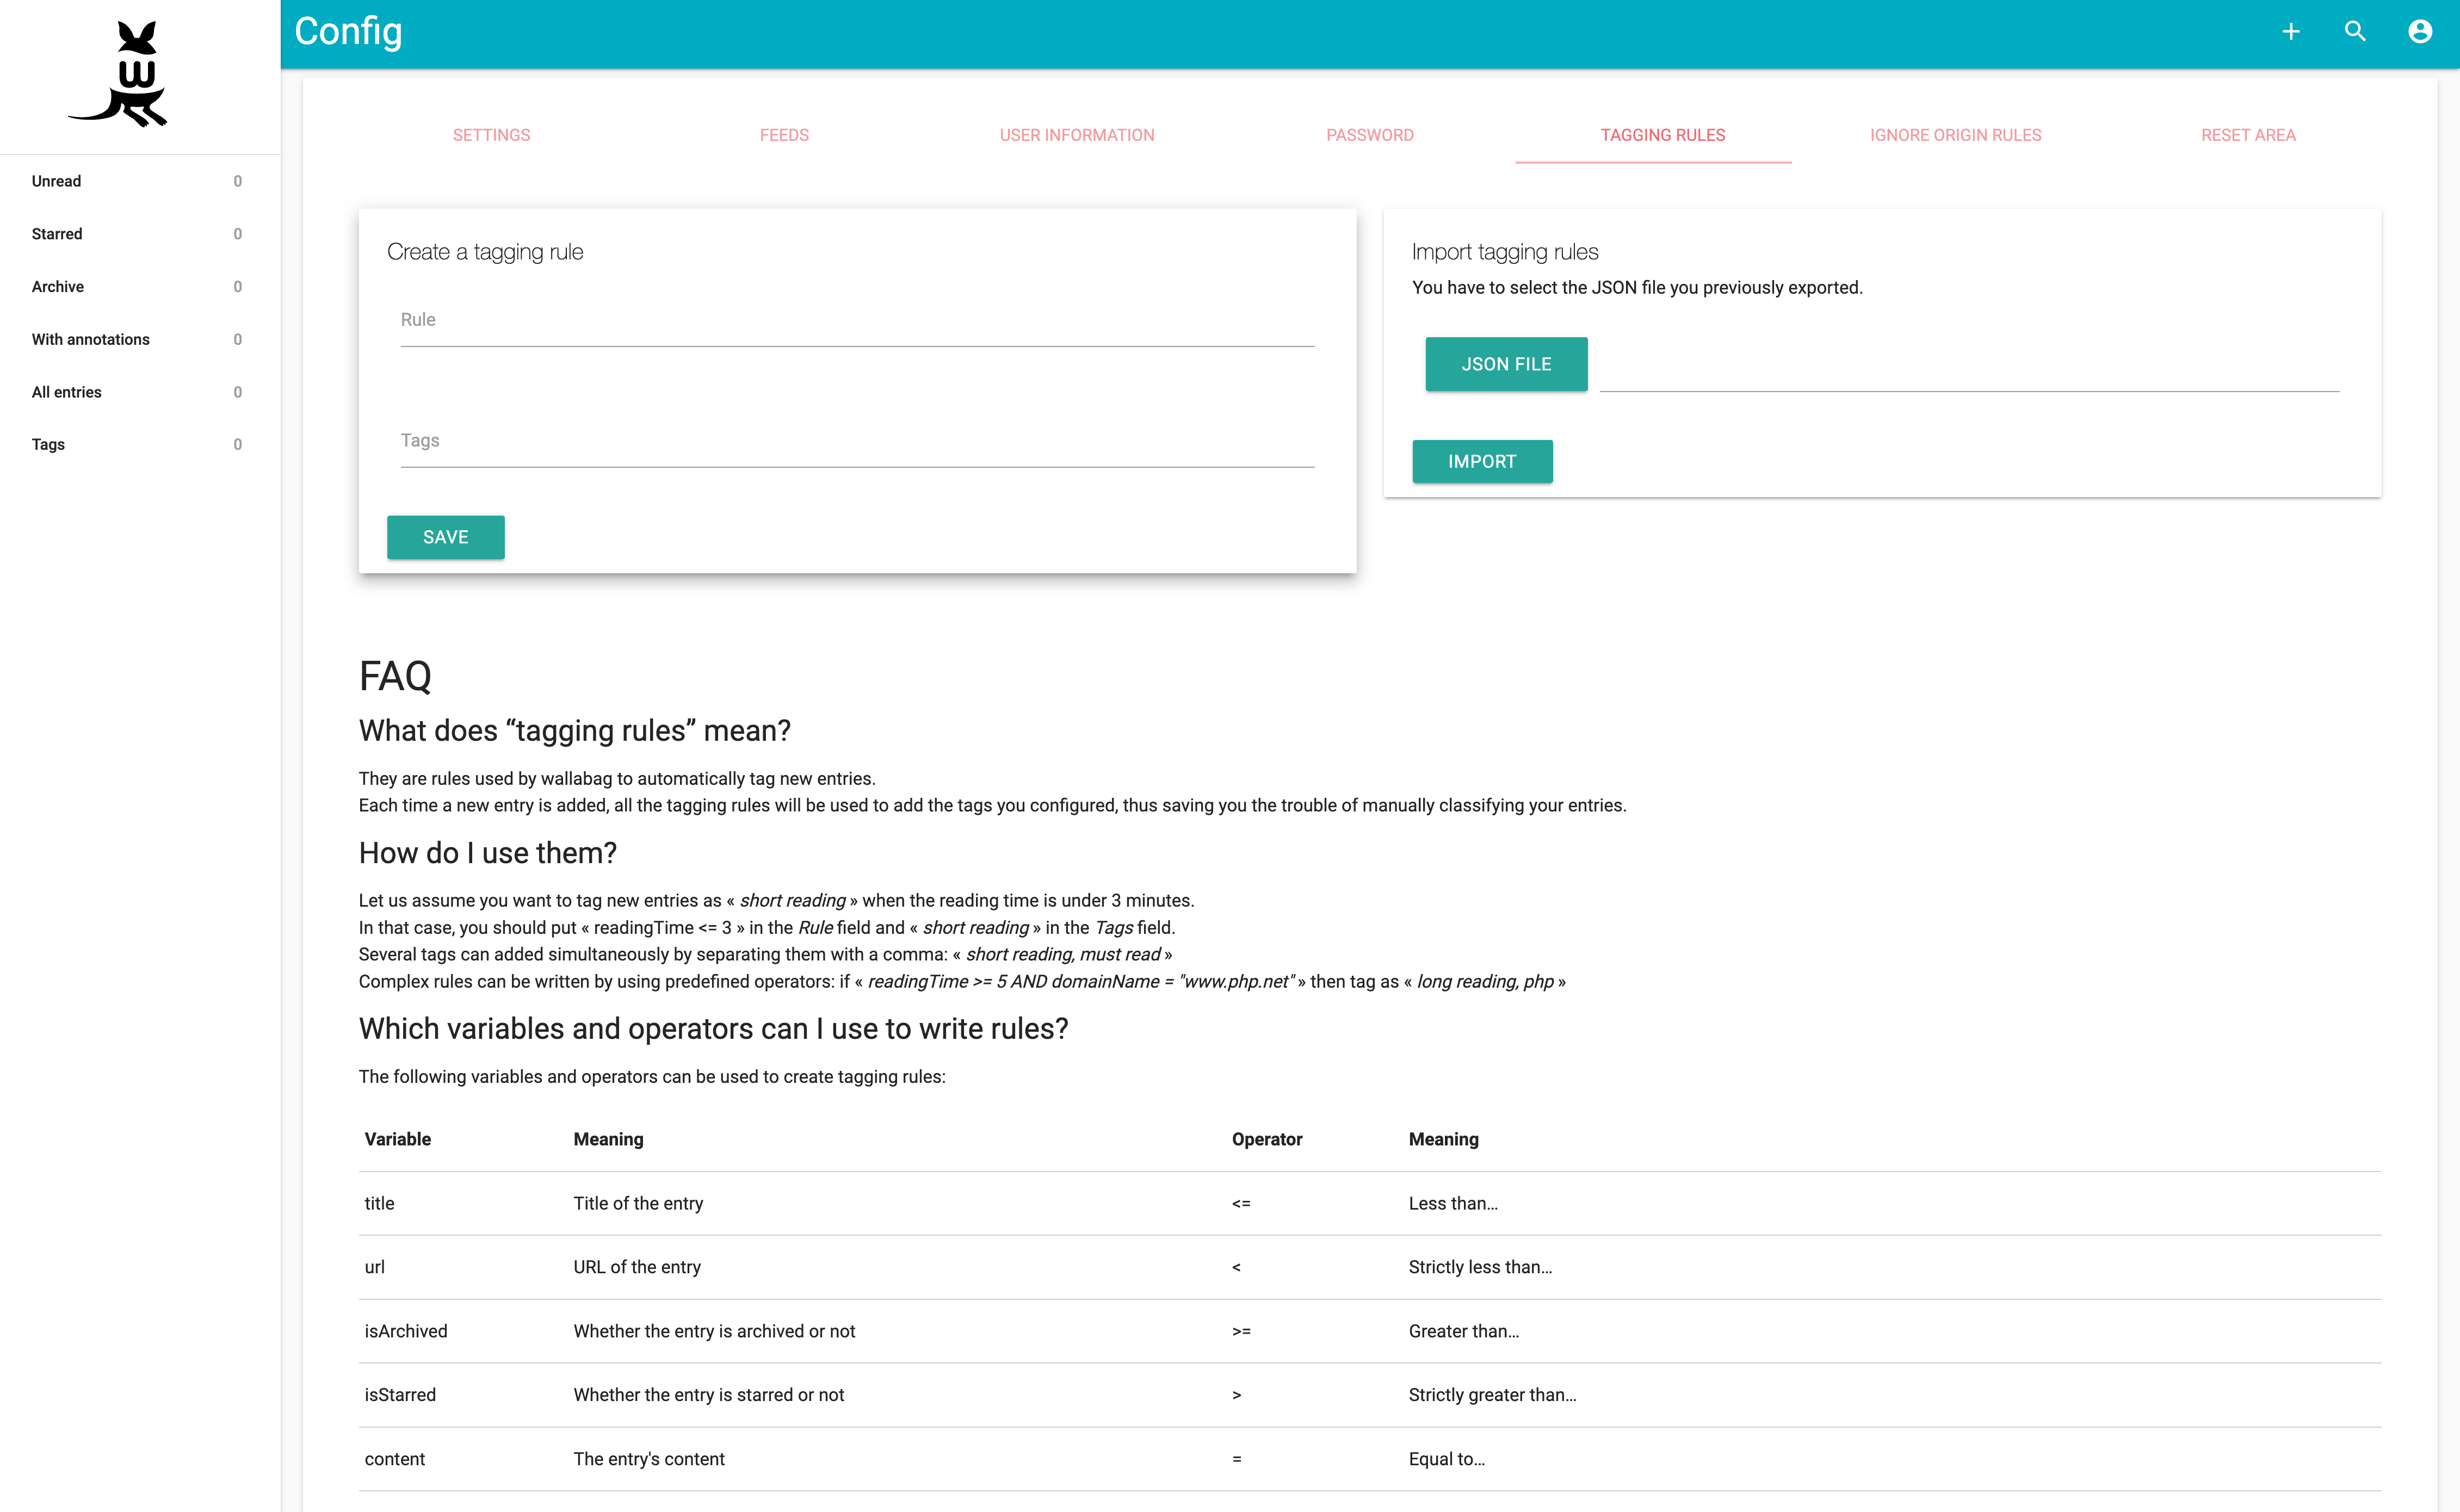 w
Config
Unread 0
Starred 0
Archive 0
With annotations 0
All entries 0
Tags 0
SETTINGS FEEDS USER INFORMATION PASSWORD TAGGING RULES IGNORE ORIGIN RULES RESET AREA
Create a tagging rule
Rule
Tags
SAVE
Import tagging rules
You have to select the JSON file you previously exported.
JSON FILE
IMPORT
FAQ
What does “tagging rules” mean?
They are rules used by wallabag to automatically tag new entries.
Each time a new entry is added, all the tagging rules will be used to add the tags you configured, thus saving you the trouble of manually classifying your entries.
How do I use them?
Let us assume you want to tag new entries as « short reading » when the reading time is under 3 minutes.
In that case, you should put « readingTime <= 3 » in the Rule field and « short reading » in the Tags field.
Several tags can added simultaneously by separating them with a comma: « short reading, must read »
Complex rules can be written by using predefined operators: if « readingTime >= 5 AND domainName = "www.php.net" » then tag as « long reading, php »
Which variables and operators can I use to write rules?
The following variables and operators can be used to create tagging rules:
Variable Meaning Operator Meaning
title Title of the entry <= Less than…
url URL of the entry < Strictly less than…
isArchived Whether the entry is archived or not >= Greater than…
isStarred Whether the entry is starred or not > Strictly greater than…
content The entry's content = Equal to…